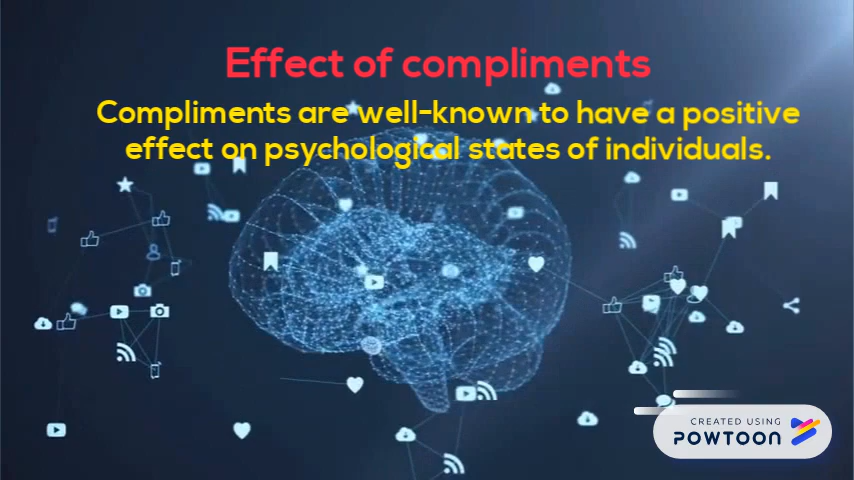 Effect of compliments
Compliments are well-known to have a positive
effect on psychological states of individuals.
CREATED USING
POWTOON